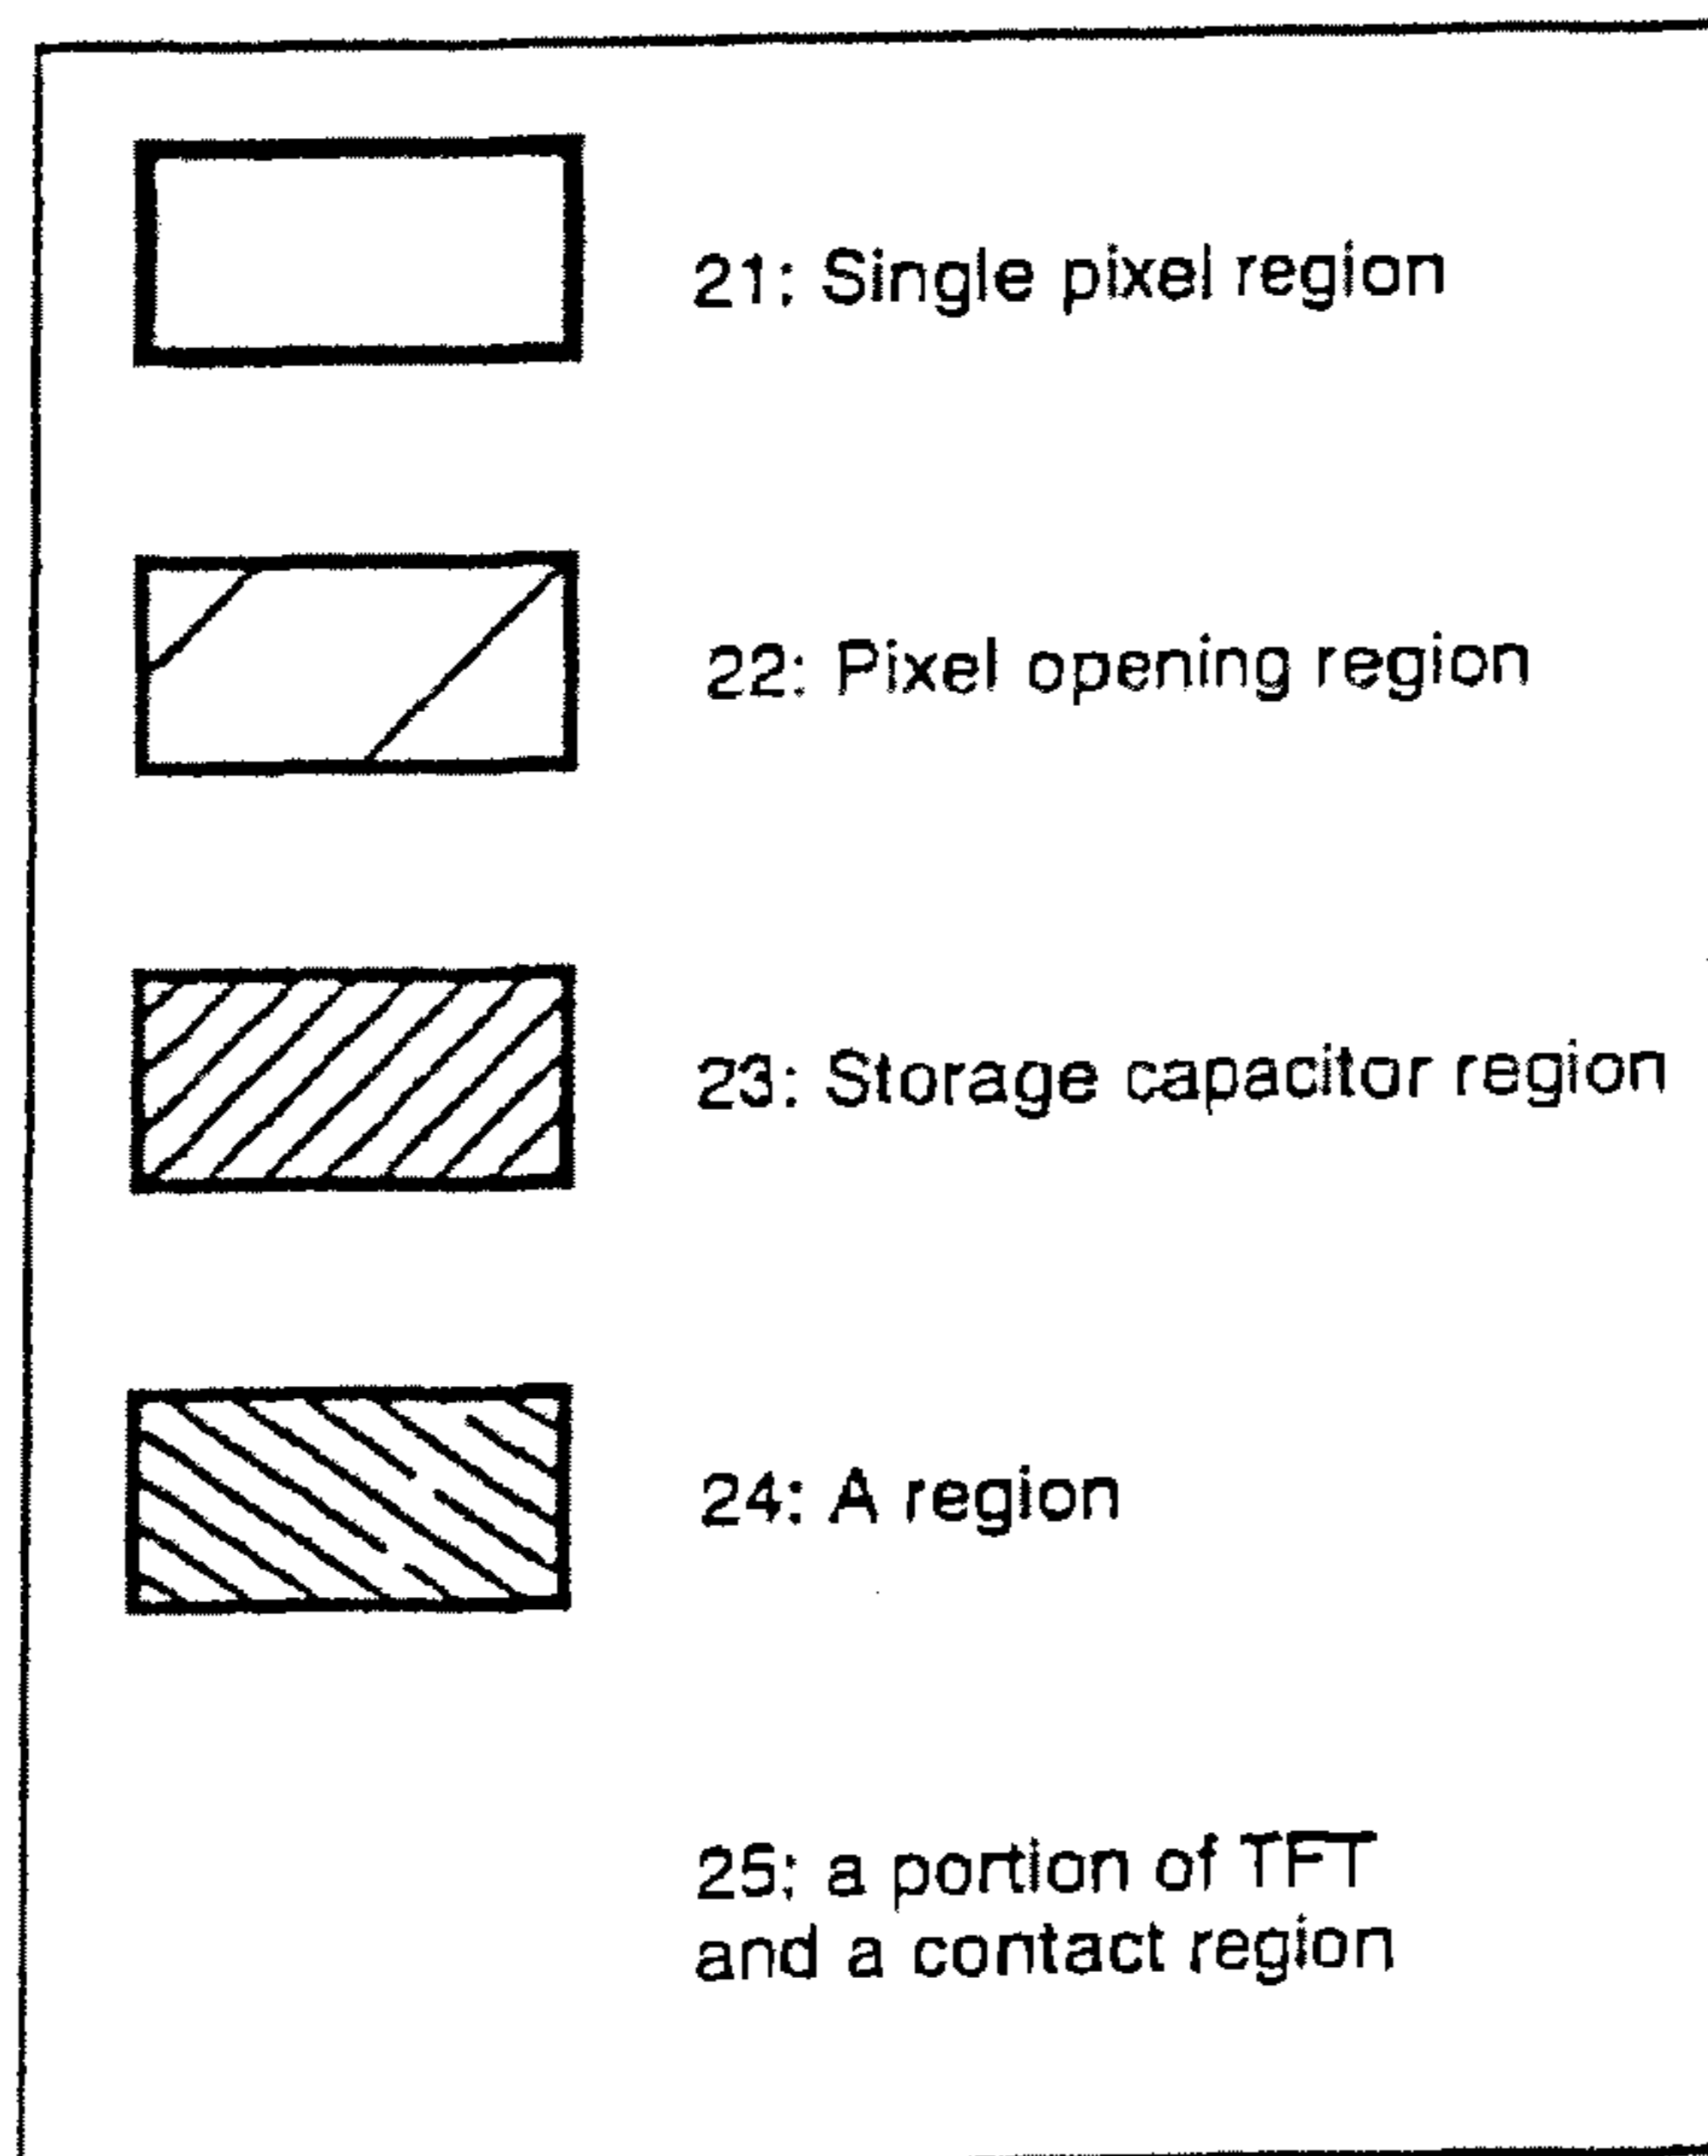 21: Single pixel region
22: Pixel opening region
23: Storage capacitor region
24: A region
25: a portion of TFT
and a contact region